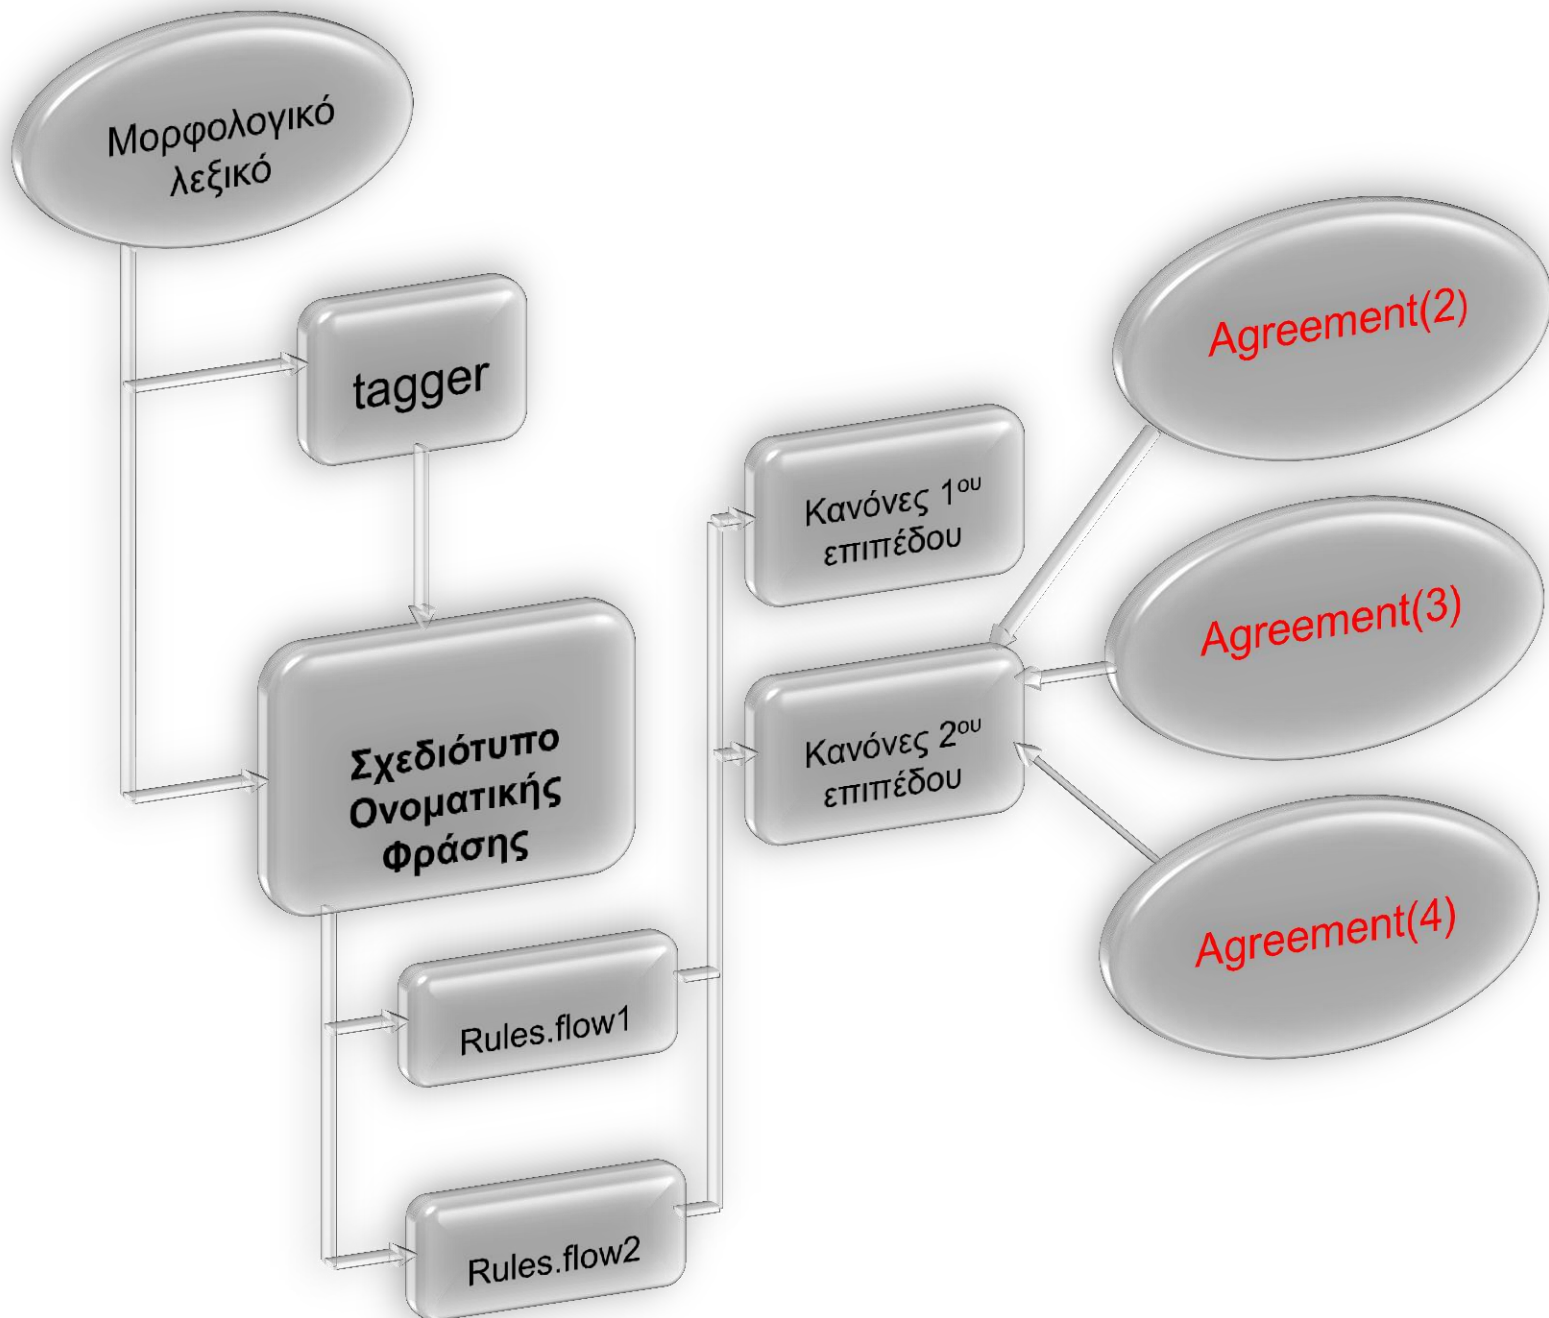 Μορφολογικό
λεξικό
tagger
Σχεδιότυπο
Ονοματικής
Φράσης
Rules.flow1
Rules.flow2
Κανόνες 1ου
επιπέδου
Κανόνες 2ου
επιπέδου
Agreement(2)
Agreement(3)
Agreement(4)